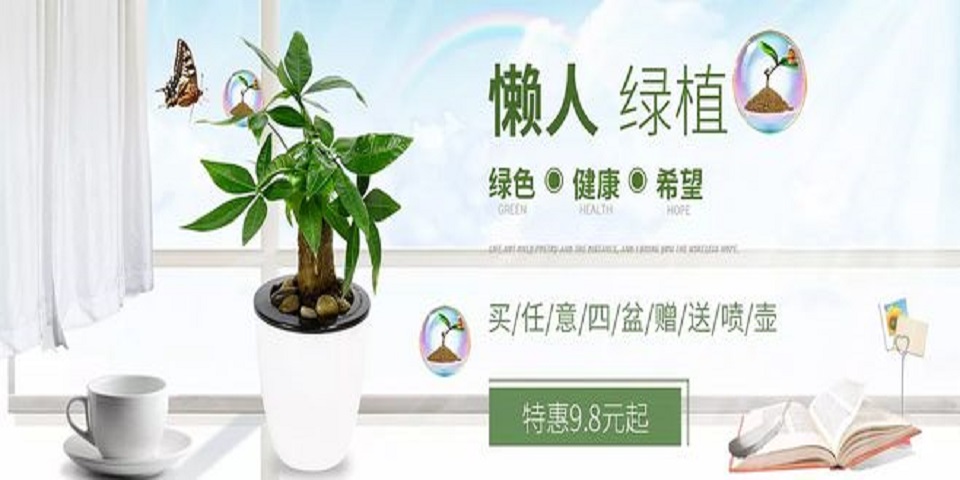 懒人 绿植
绿色 健康 希望
GREEN HEALTH HOPE
买/任/意/四/盆/赠/送/喷/壶
特惠9.8元起